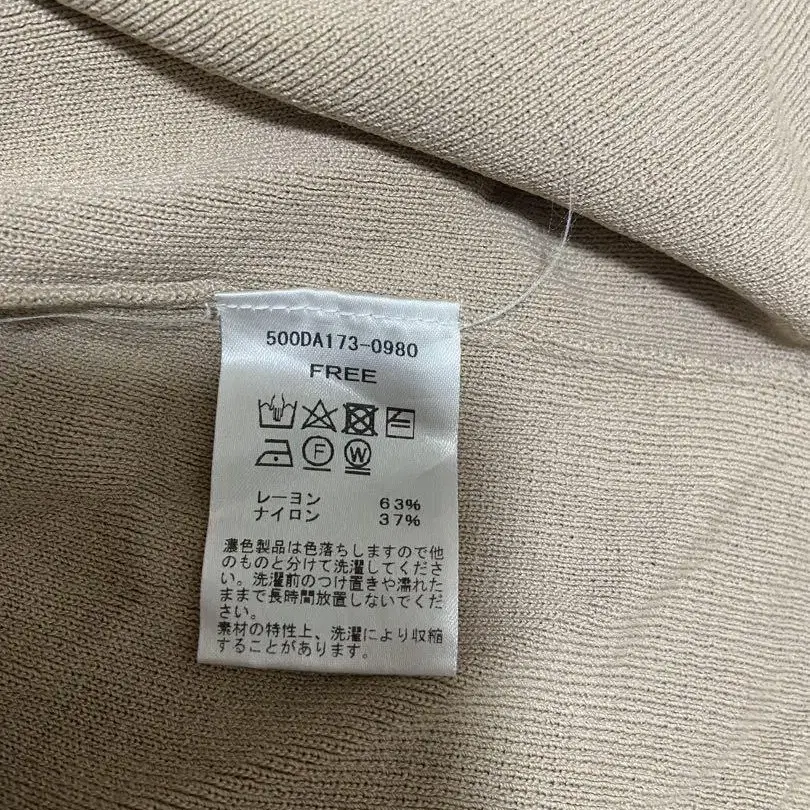 500DA173-0980
FREE
F W
レーヨン 63%
ナイロン 37%
濃色製品は色落ちしますので他
のものと分けて洗濯してくださ
い。洗濯前のつけ置きや濡れた
ままで長時間放置しないでくだ
さい。
素材の特性上、洗濯により収縮
することがあります。